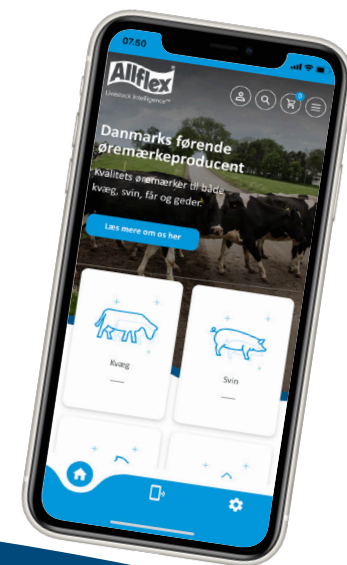 07.50
Allflex
Livestock Intelligence™
Danmarks førende
øremærkeproducent
Kvalitets øremærker til både
kvæg, svin, får og geder.
Læs mere om os her
Kvæg
Svin